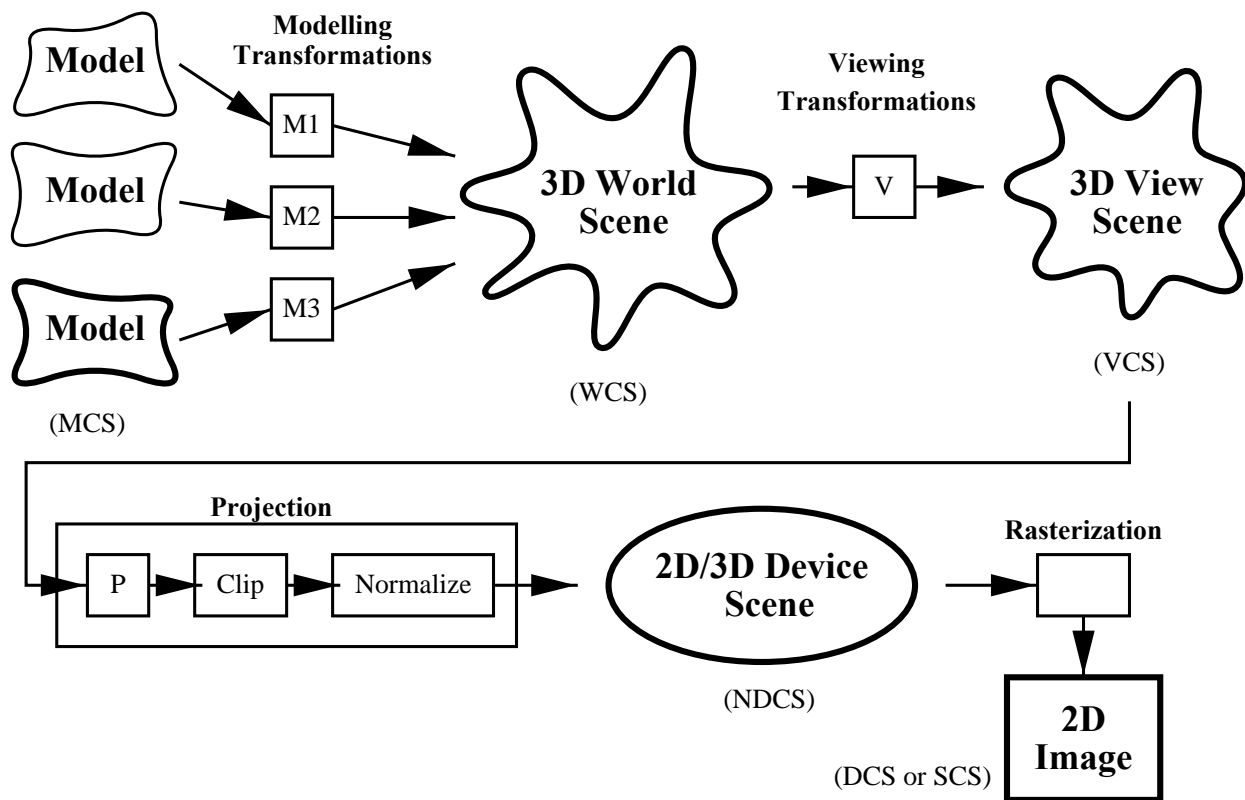 Model
Modelling
Transformations
M1
Model
M2
Model
M3
(MCS)
3D World
Scene
(WCS)
Viewing
Transformations
V
3D View
Scene
(VCS)
Projection
P
Clip
Normalize
2D/3D Device
Scene
(NDCS)
Rasterization
2D
Image
(DCS or SCS)